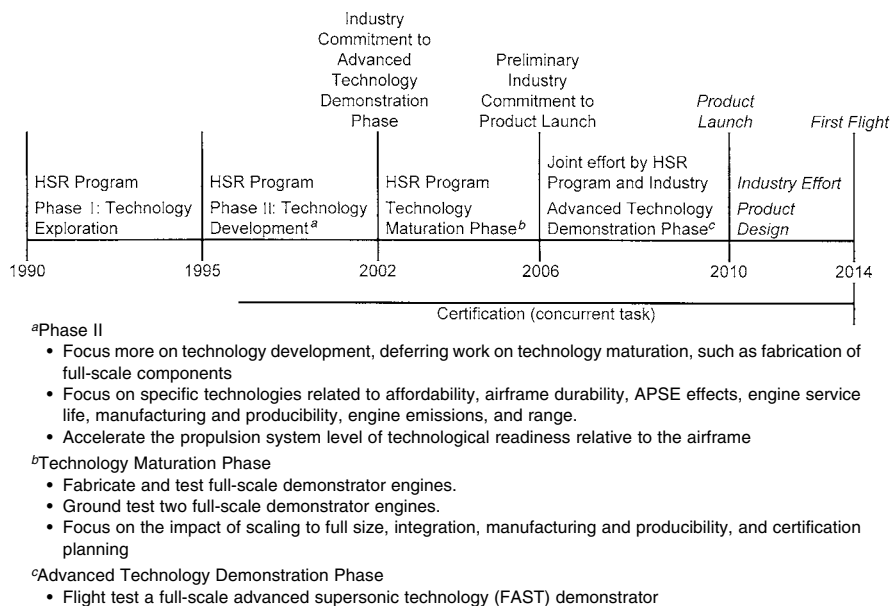 Industry
Commitment to
Advanced
Technology
Demonstration
Phase
Preliminary
Industry
Commitment to
Product Launch
Product
Launch
First Flight
HSR Program
Phase I: Technology
Exploration
HSR Program
Phase II: Technology
Developmentᵃ
HSR Program
Technology
Maturation Phaseᵇ
Joint effort by HSR
Program and Industry
Advanced Technology
Demonstration Phaseᶜ
Industry Effort
Product
Design
1990
1995
2002
2006
2010
2014
Certification (concurrent task)
ᵃPhase II
• Focus more on technology development, deferring work on technology maturation, such as fabrication of
full-scale components
• Focus on specific technologies related to affordability, airframe durability, APSE effects, engine service
life, manufacturing and producibility, engine emissions, and range.
• Accelerate the propulsion system level of technological readiness relative to the airframe
ᵇTechnology Maturation Phase
• Fabricate and test full-scale demonstrator engines.
• Ground test two full-scale demonstrator engines.
• Focus on the impact of scaling to full size, integration, manufacturing and producibility, and certification
planning
ᶜAdvanced Technology Demonstration Phase
• Flight test a full-scale advanced supersonic technology (FAST) demonstrator